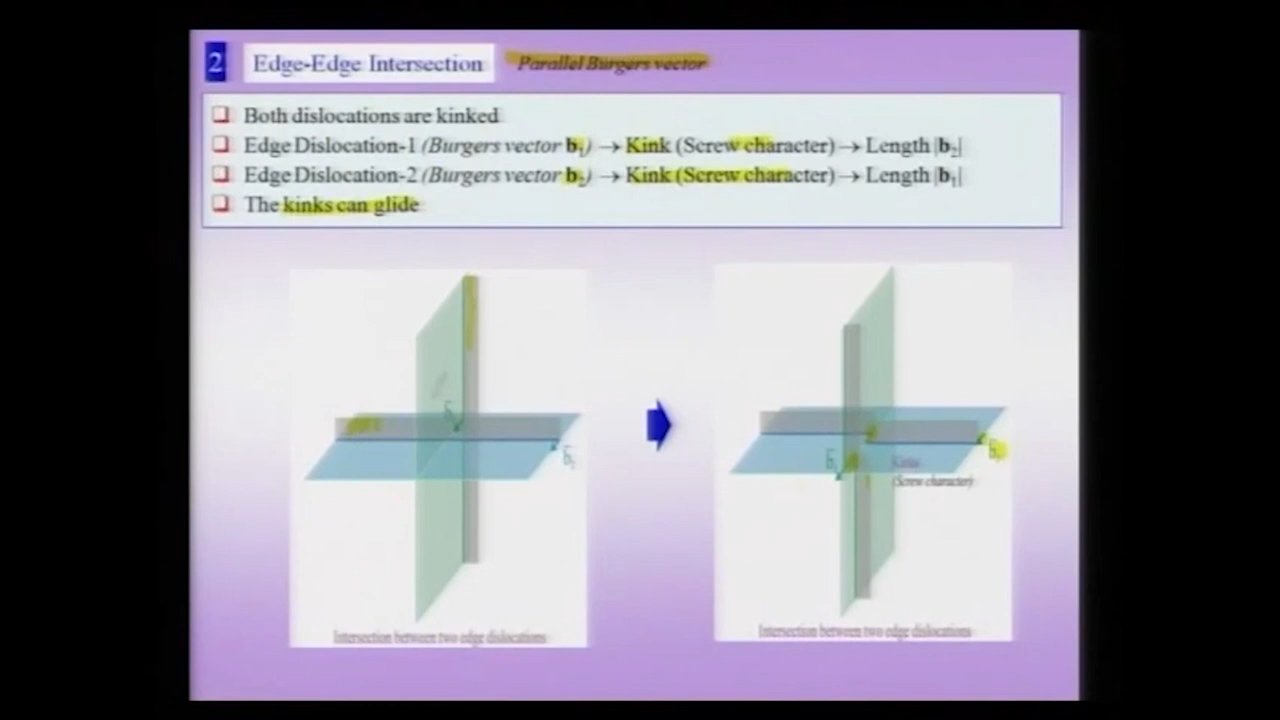 2
Edge-Edge Intersection
Parallel Burgers vector
Both dislocations are kinked
Edge Dislocation-1 (Burgers vector b₁) → Kink (Screw character) → Length |b₂|
Edge Dislocation-2 (Burgers vector b₂) → Kink (Screw character) → Length |b₁|
The kinks can glide
b₂
Kinks
(Screw character)
Intersection between two edge dislocations
Intersection between two edge dislocations